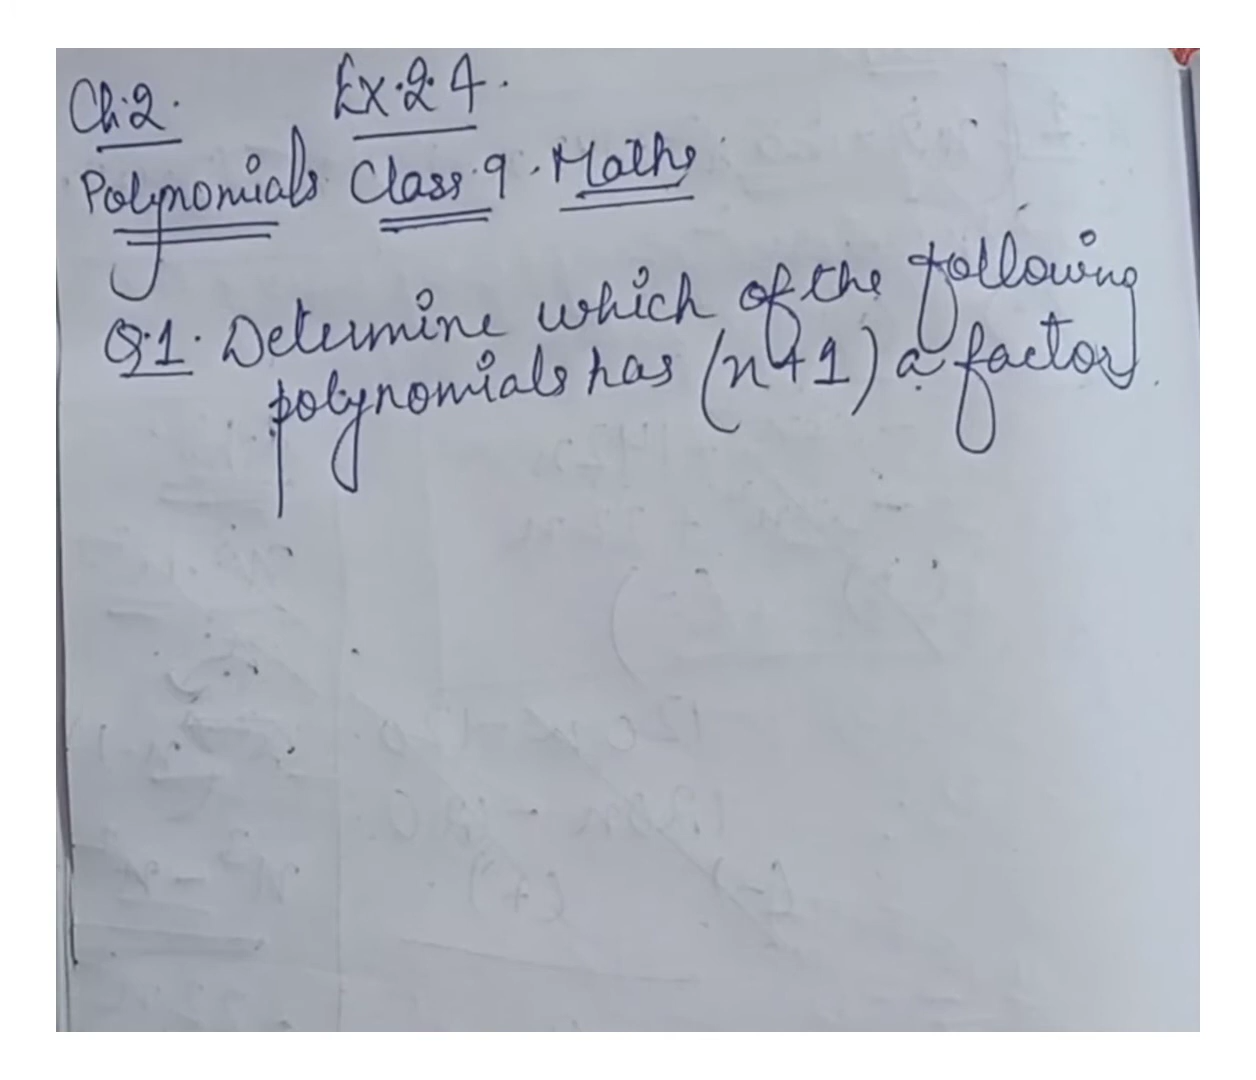 Ch:2. Ex.2.4.
Polynomials Class.9. Maths
Q.1. Determine which of the following
polynomials has (x+1) a factor.